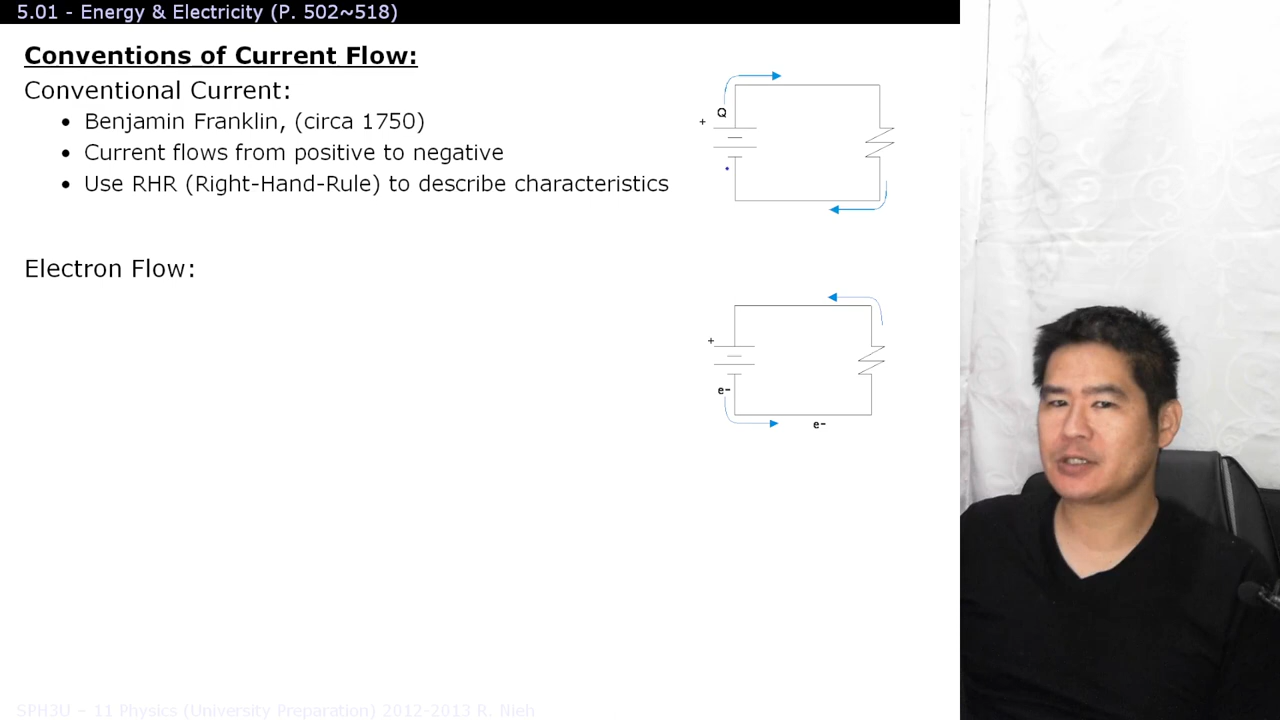 5.01 - Energy & Electricity (P. 502~518)
Conventions of Current Flow:
Conventional Current:
• Benjamin Franklin, (circa 1750)
• Current flows from positive to negative
• Use RHR (Right-Hand-Rule) to describe characteristics
Q
+
Electron Flow:
+
e-
e-
SPH3U – 11 Physics (University Preparation) 2012-2013 R. Nieh